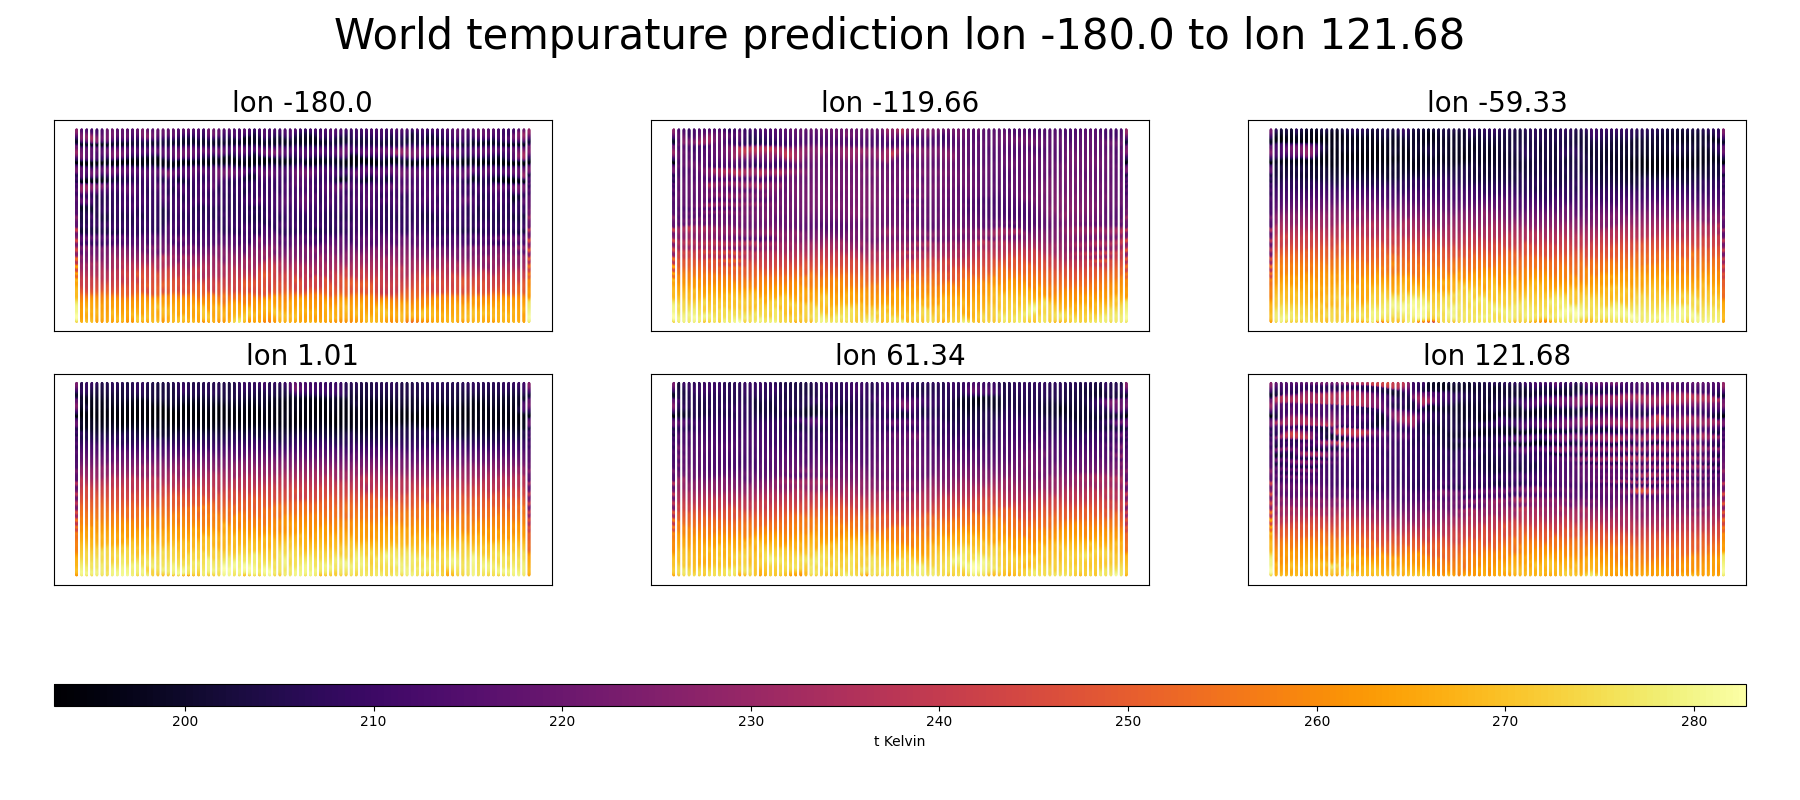 World tempurature prediction lon -180.0 to lon 121.68
lon -180.0
lon -119.66
lon -59.33
lon 1.01
lon 61.34
lon 121.68
200 210 220 230 240 250 260 270 280
t Kelvin